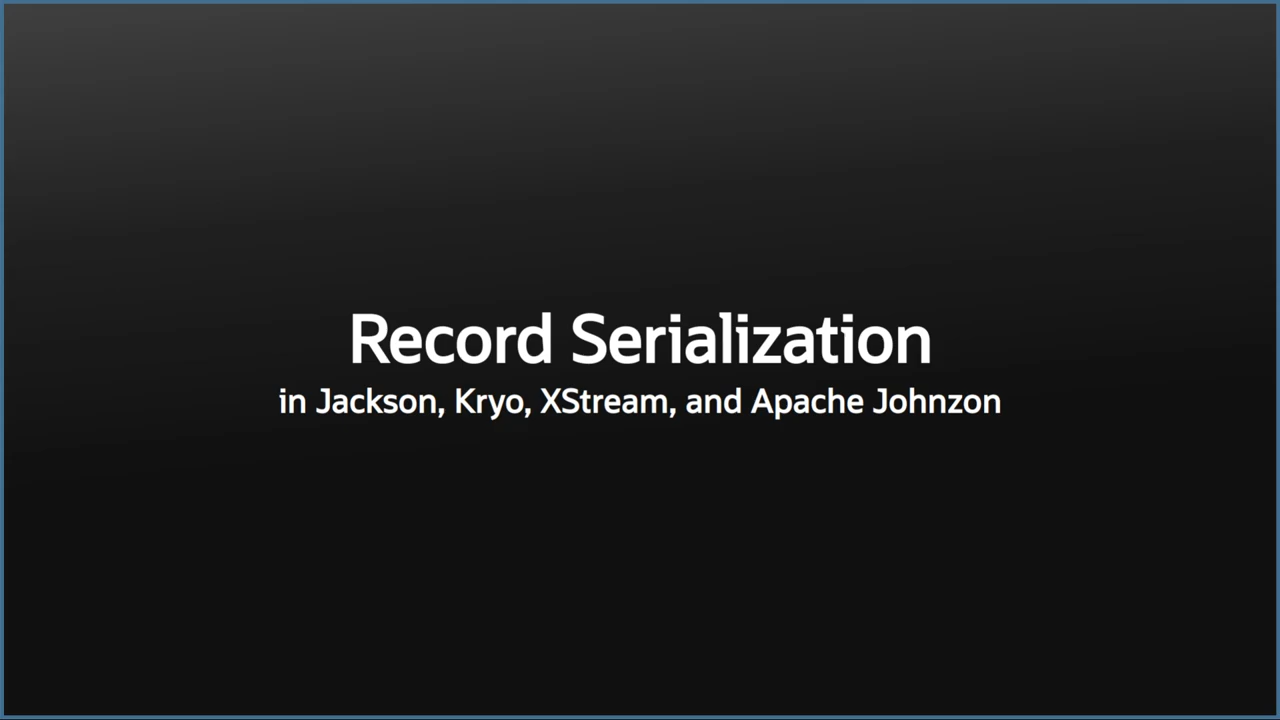 Record Serialization
in Jackson, Kryo, XStream, and Apache Johnzon